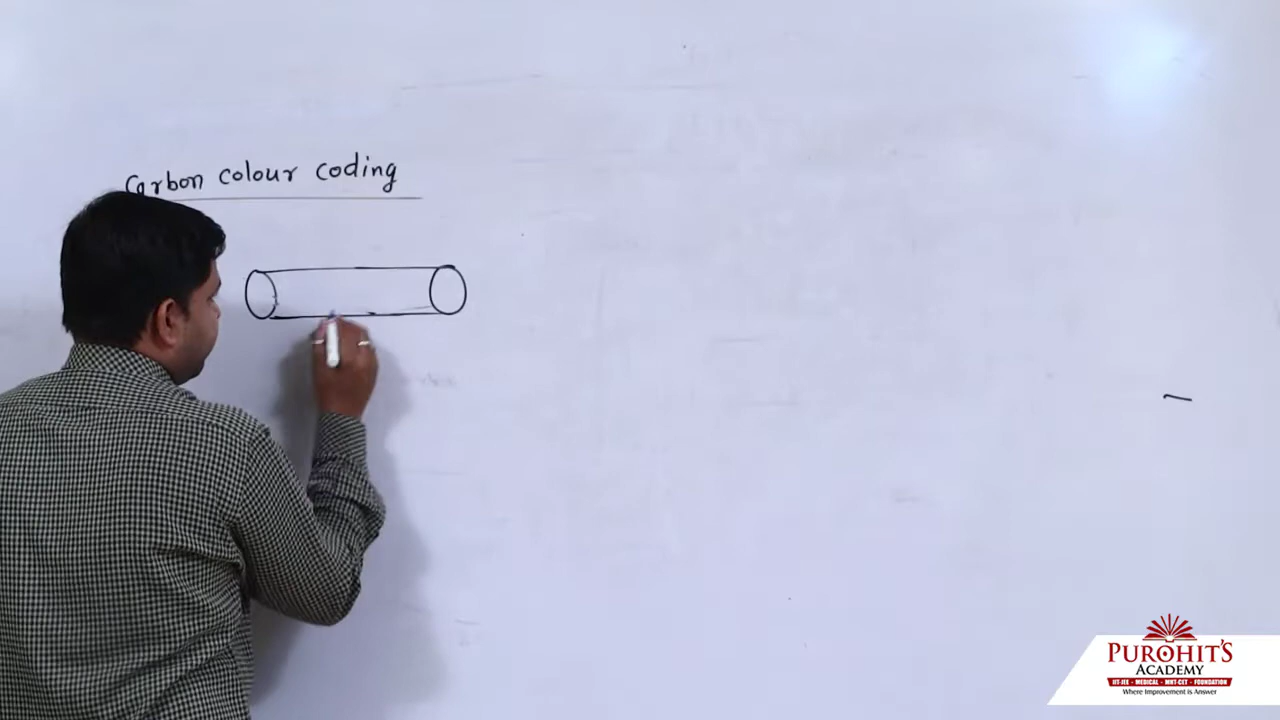 Carbon colour coding
PUROHIT'S
ACADEMY
IIT-JEE - MEDICAL - MHT-CET - FOUNDATION
Where Improvement is Answer